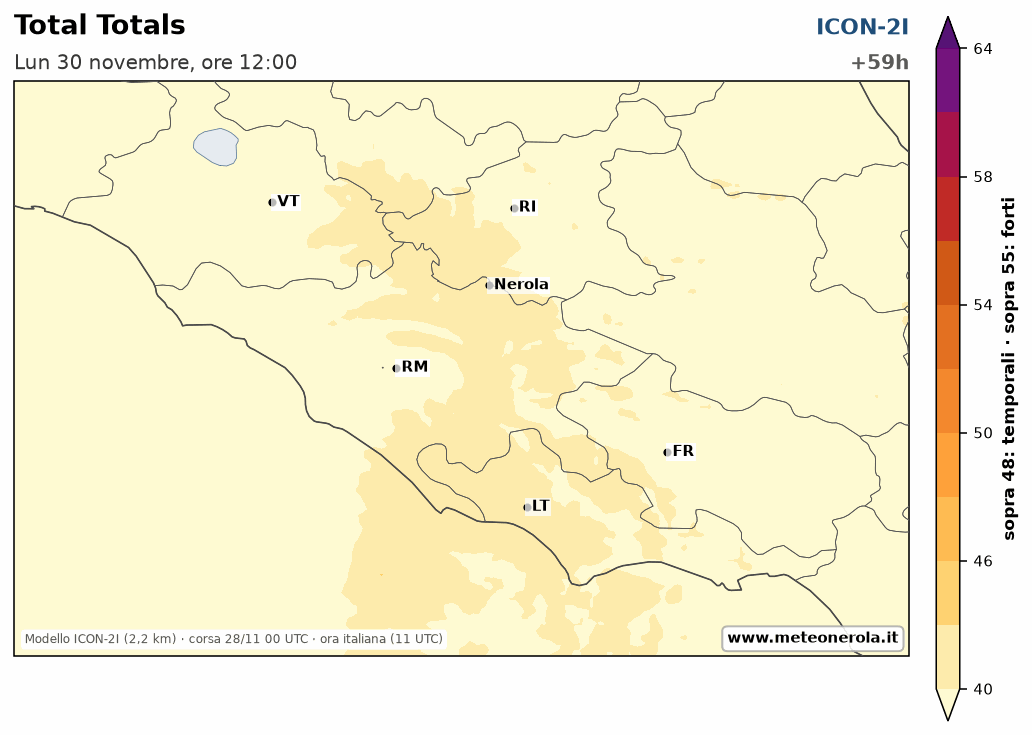 Total Totals
ICON-2I
Lun 30 novembre, ore 12:00
+59h
VT
RI
Nerola
RM
FR
LT
Modello ICON-2I (2,2 km) · corsa 28/11 00 UTC · ora italiana (11 UTC)
www.meteonerola.it
64
58
54
50
46
40
sopra 48: temporali · sopra 55: forti